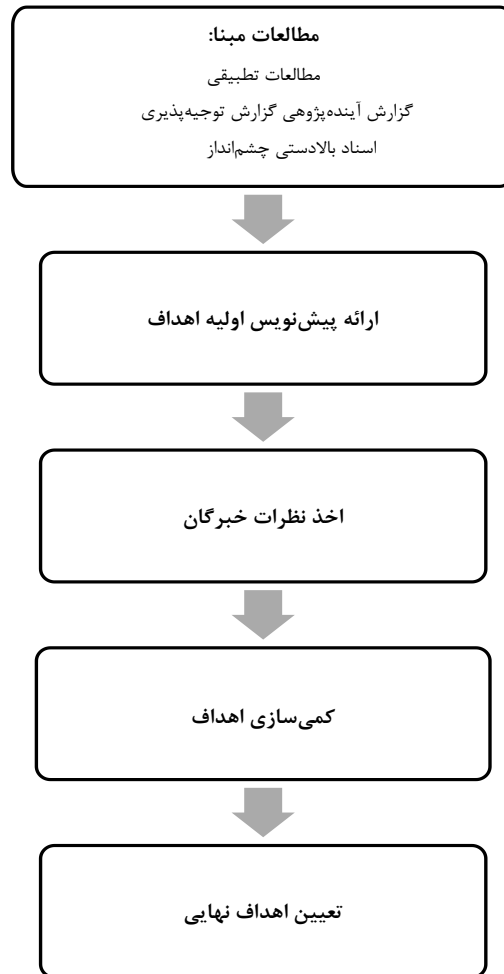 مطالعات مبنا:
مطالعات تطبیقی
گزارش آینده‌پژوهی گزارش توجیه‌پذیری
اسناد بالادستی چشم‌انداز
ارائه پیش‌نویس اولیه اهداف
اخذ نظرات خبرگان
کمی‌سازی اهداف
تعیین اهداف نهایی